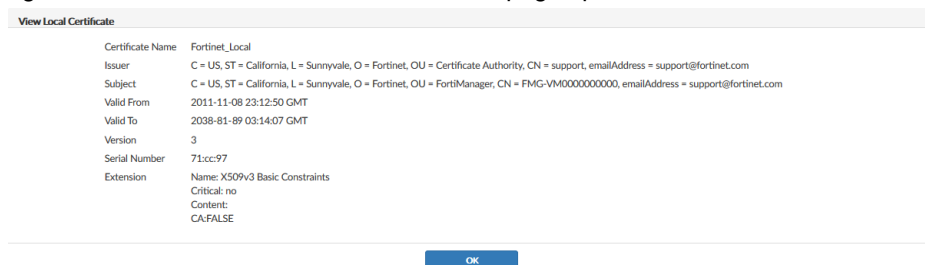 View Local Certificate
Certificate Name Fortinet_Local
Issuer C = US, ST = California, L = Sunnyvale, O = Fortinet, OU = Certificate Authority, CN = support, emailAddress = support@fortinet.com
Subject C = US, ST = California, L = Sunnyvale, O = Fortinet, OU = FortiManager, CN = FMG-VM0000000000, emailAddress = support@fortinet.com
Valid From 2011-11-08 23:12:50 GMT
Valid To 2038-81-89 03:14:07 GMT
Version 3
Serial Number 71:cc:97
Extension Name: X509v3 Basic Constraints
Critical: no
Content:
CA:FALSE
OK